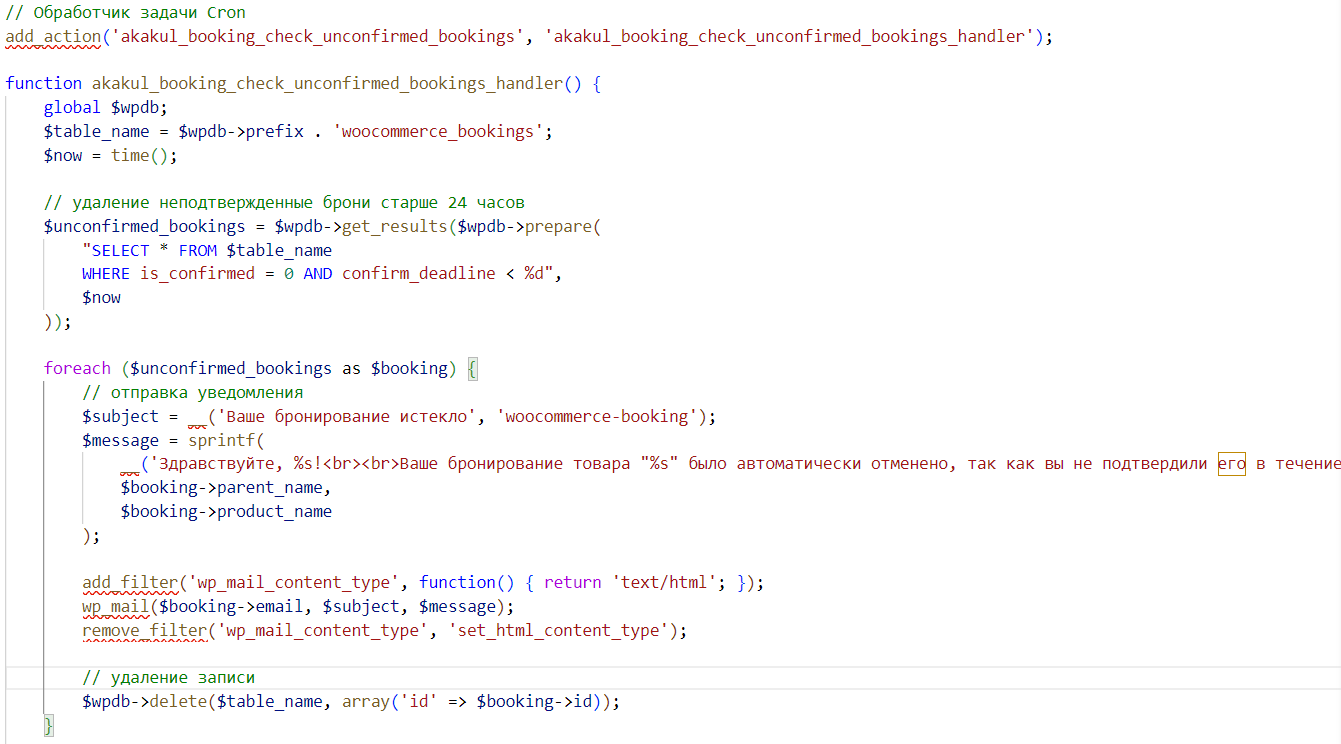 // Обработчик задачи Cron
add_action('akakul_booking_check_unconfirmed_bookings', 'akakul_booking_check_unconfirmed_bookings_handler');
function akakul_booking_check_unconfirmed_bookings_handler() {
global $wpdb;
$table_name = $wpdb->prefix . 'woocommerce_bookings';
$now = time();
// удаление неподтвержденные брони старше 24 часов
$unconfirmed_bookings = $wpdb->get_results($wpdb->prepare(
"SELECT * FROM $table_name
WHERE is_confirmed = 0 AND confirm_deadline < %d",
$now
));
foreach ($unconfirmed_bookings as $booking) {
// отправка уведомления
$subject = __('Ваше бронирование истекло', 'woocommerce-booking');
$message = sprintf(
__('Здравствуйте, %s!<br><br>Ваше бронирование товара "%s" было автоматически отменено, так как вы не подтвердили его в течение
$booking->parent_name,
$booking->product_name
);
add_filter('wp_mail_content_type', function() { return 'text/html'; });
wp_mail($booking->email, $subject, $message);
remove_filter('wp_mail_content_type', 'set_html_content_type');
// удаление записи
$wpdb->delete($table_name, array('id' => $booking->id));
}